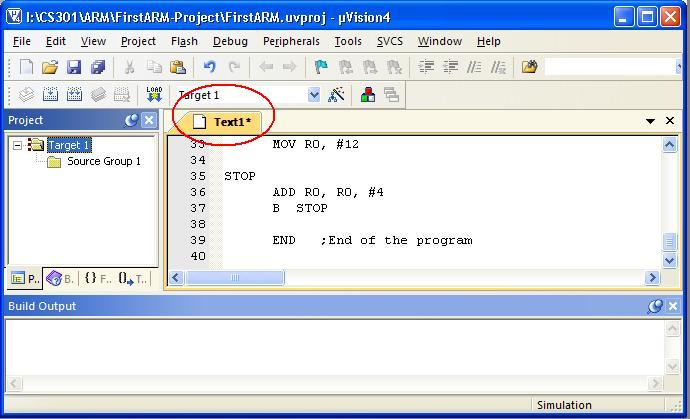 I:\CS301\ARM\FirstARM-Project\FirstARM.uvproj - µVision4
File Edit View Project Flash Debug Peripherals Tools SVCS Window Help
LOAD Target 1
Project
Text1*
Target 1
Source Group 1
33 MOV R0, #12
34
35 STOP
36 ADD R0, R0, #4
37 B STOP
38
39 END ;End of the program
40
P.. B. {} F.. 0.. T..
Build Output
Simulation